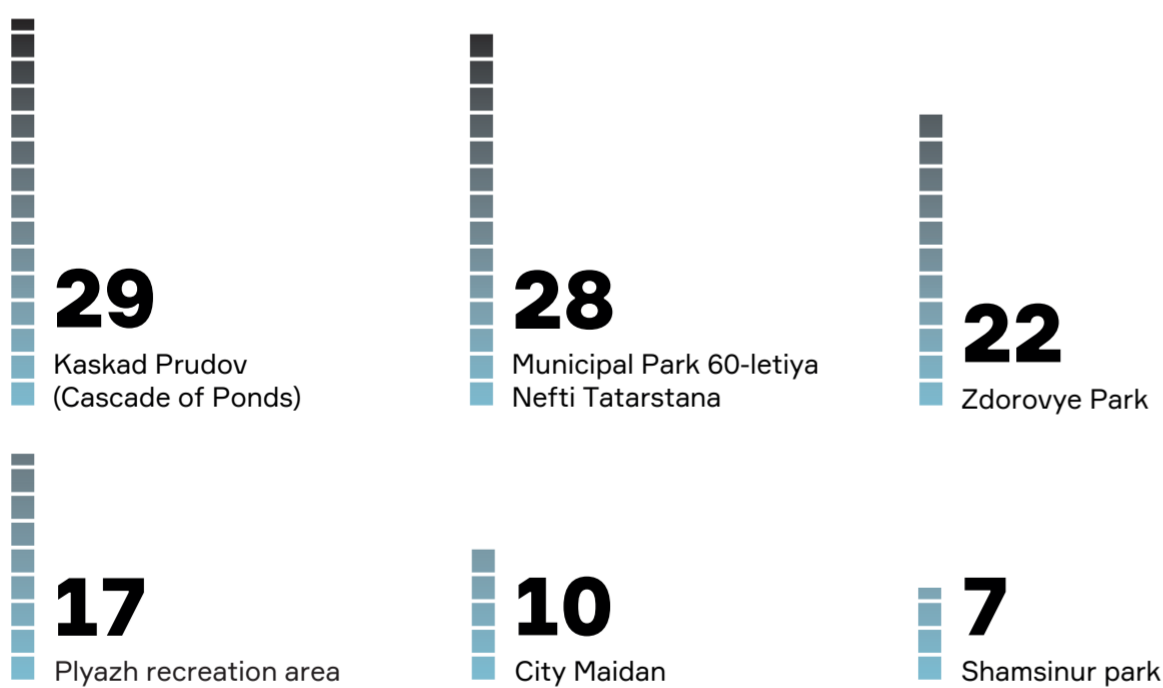 29
Kaskad Prudov
(Cascade of Ponds)
28
Municipal Park 60-letiya
Nefti Tatarstana
22
Zdorovye Park
17
Plyazh recreation area
10
City Maidan
7
Shamsinur park